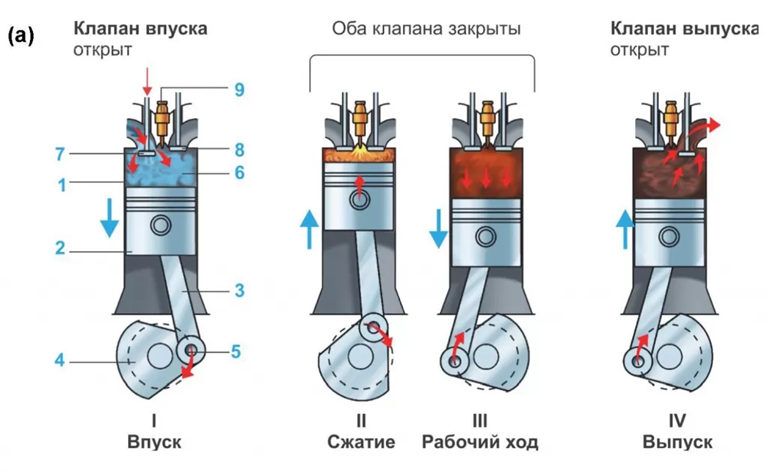 (а)
Клапан впуска
открыт
Оба клапана закрыты
Клапан выпуска
открыт
9
7
8
1
6
2
3
4
5
I
Впуск
II
Сжатие
III
Рабочий ход
IV
Выпуск